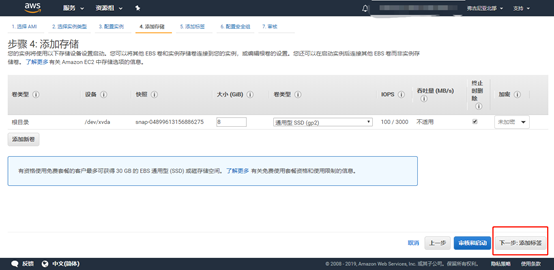 aws 服务 资源组 弗吉尼亚北部 支持
1. 选择 AMI 2. 选择实例类型 3. 配置实例 4. 添加存储 5. 添加标签 6. 配置安全组 7. 审核
步骤 4: 添加存储
您的实例将使用以下存储设备设置启动。您可以将其他 EBS 卷和实例存储卷连接到您的实例，或编辑根卷的设置。您还可以在启动实例后连接其他 EBS 卷而非实例存
储卷。 了解更多 有关 Amazon EC2 中存储选项的信息。
卷类型 设备 快照 大小 (GiB) 卷类型 IOPS 吞吐量 (MB/s) 终止时删除 加密
根目录 /dev/xvda snap-04899613156886275 8 通用型 SSD (gp2) 100 / 3000 不适用 未加密
添加新卷
有资格使用免费套餐的客户最多可获得 30 GB 的 EBS 通用型 (SSD) 或磁存储空间。 了解更多 有关免费使用套餐资格和使用限制的信息。
取消 上一步 审核和启动 下一步: 添加标签
反馈 中文(简体) © 2008 - 2019, Amazon Web Services, Inc. 或其子公司。保留所有权利。 隐私策略 使用条款